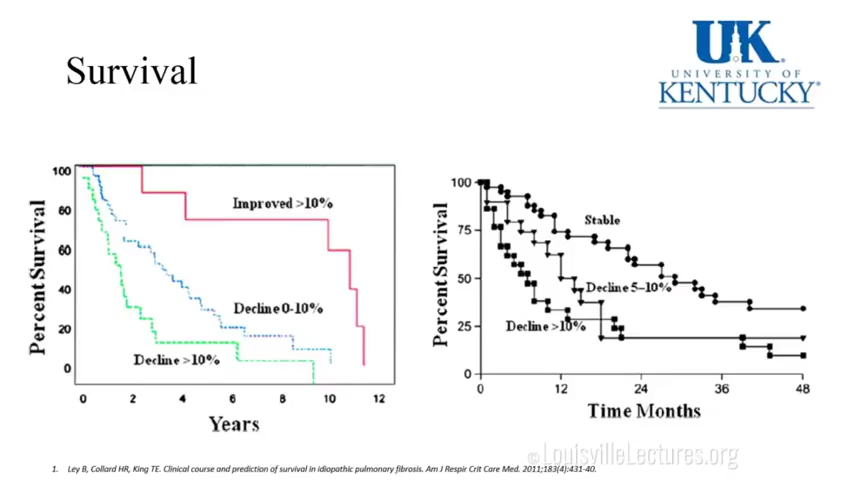 Survival
UK
UNIVERSITY OF
KENTUCKY®
100
80
60
40
20
0
Percent Survival
Improved >10%
Decline 0-10%
Decline >10%
0 2 4 6 8 10 12
Years
100
75
50
25
0
Percent Survival
Stable
Decline 5–10%
Decline >10%
0 12 24 36 48
Time Months
© LouisvilleLectures.org
1. Ley B, Collard HR, King TE. Clinical course and prediction of survival in idiopathic pulmonary fibrosis. Am J Respir Crit Care Med. 2011;183(4):431-40.